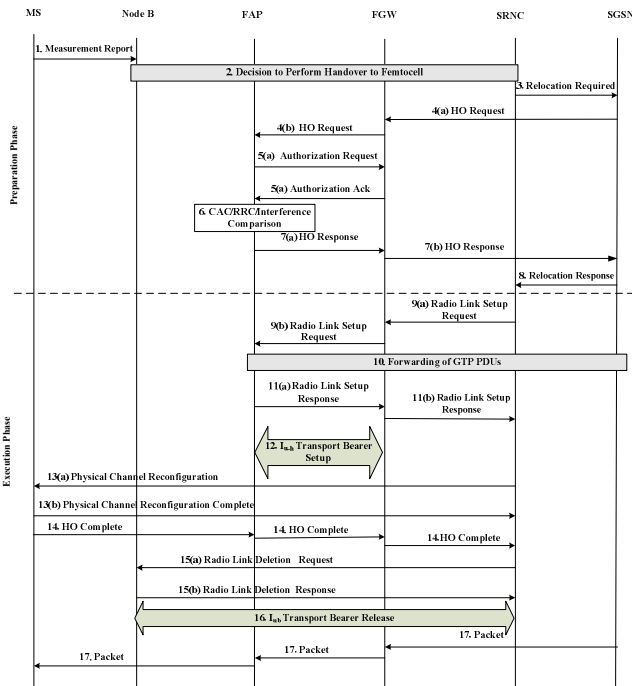 MS Node B FAP FGW SRNC SGSN
1. Measurement Report
2. Decision to Perform Handover to Femtocell
3. Relocation Required
4(a) HO Request
4(b) HO Request
5(a) Authorization Request
5(a) Authorization Ack
6. CAC/RRC/Interference
Comparison
7(a) HO Response
7(b) HO Response
8. Relocation Response
Preparation Phase
9(a) Radio Link Setup
Request
9(b) Radio Link Setup
Request
10. Forwarding of GTP PDUs
11(a) Radio Link Setup
Response
11(b) Radio Link Setup
Response
12. Iu-h Transport Bearer
Setup
13(a) Physical Channel Reconfiguration
13(b) Physical Channel Reconfiguration Complete
14. HO Complete
14. HO Complete
14. HO Complete
15(a) Radio Link Deletion Request
15(b) Radio Link Deletion Response
16. Iub Transport Bearer Release
17. Packet
17. Packet
17. Packet
Execution Phase